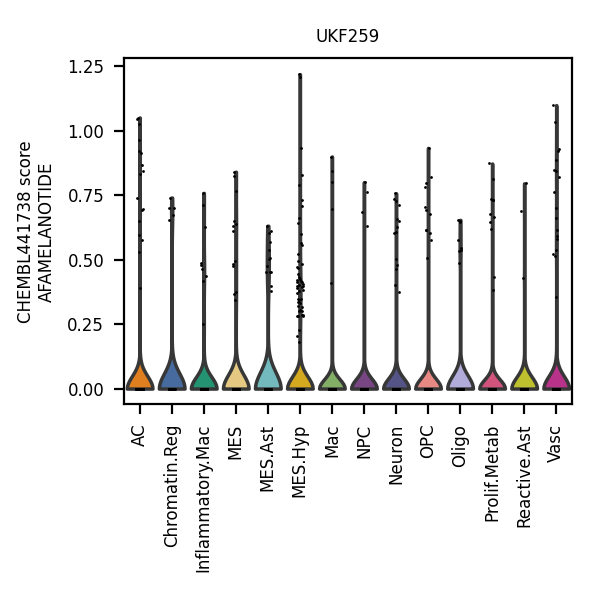 UKF259
CHEMBL441738 score
AFAMELANOTIDE
1.25
1.00
0.75
0.50
0.25
0.00
AC
Chromatin.Reg
Inflammatory.Mac
MES
MES.Ast
MES.Hyp
Mac
NPC
Neuron
OPC
Oligo
Prolif.Metab
Reactive.Ast
Vasc